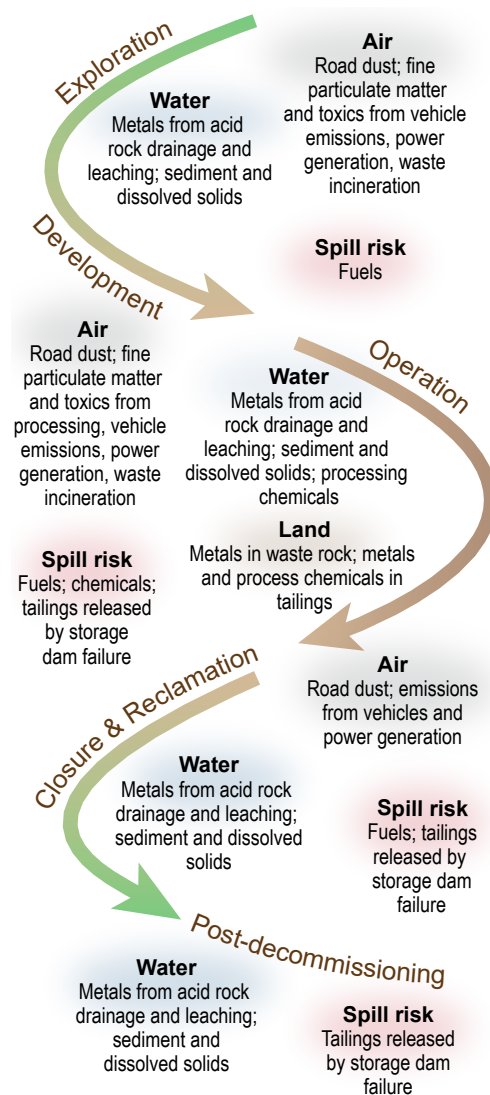 Exploration
Air
Road dust; fine
particulate matter
and toxics from vehicle
emissions, power
generation, waste
incineration
Water
Metals from acid
rock drainage and
leaching; sediment and
dissolved solids
Spill risk
Fuels
Development
Air
Road dust; fine
particulate matter
and toxics from
processing, vehicle
emissions, power
generation, waste
incineration
Operation
Water
Metals from acid
rock drainage and
leaching; sediment and
dissolved solids; processing
chemicals
Land
Metals in waste rock; metals
and process chemicals in
tailings
Spill risk
Fuels; chemicals;
tailings released
by storage
dam failure
Closure & Reclamation
Air
Road dust; emissions
from vehicles and
power generation
Water
Metals from acid rock
drainage and leaching;
sediment and dissolved
solids
Spill risk
Fuels; tailings
released by
storage dam
failure
Post-decommissioning
Water
Metals from acid rock
drainage and leaching;
sediment and
dissolved solids
Spill risk
Tailings released
by storage dam
failure